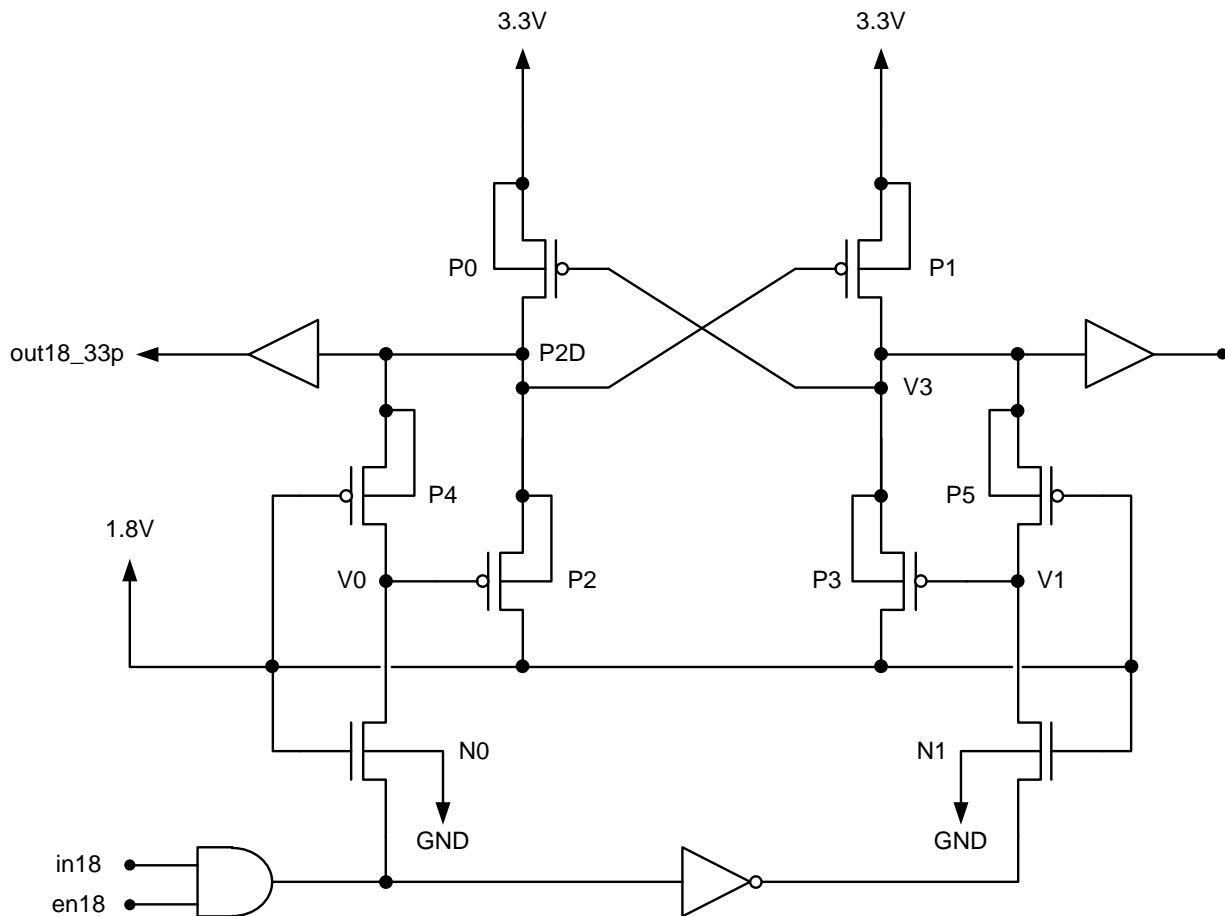 3.3V
3.3V
P0
P1
out18_33p
P2D
V3
P4
P5
1.8V
V0
P2
P3
V1
N0
N1
GND
GND
in18
en18